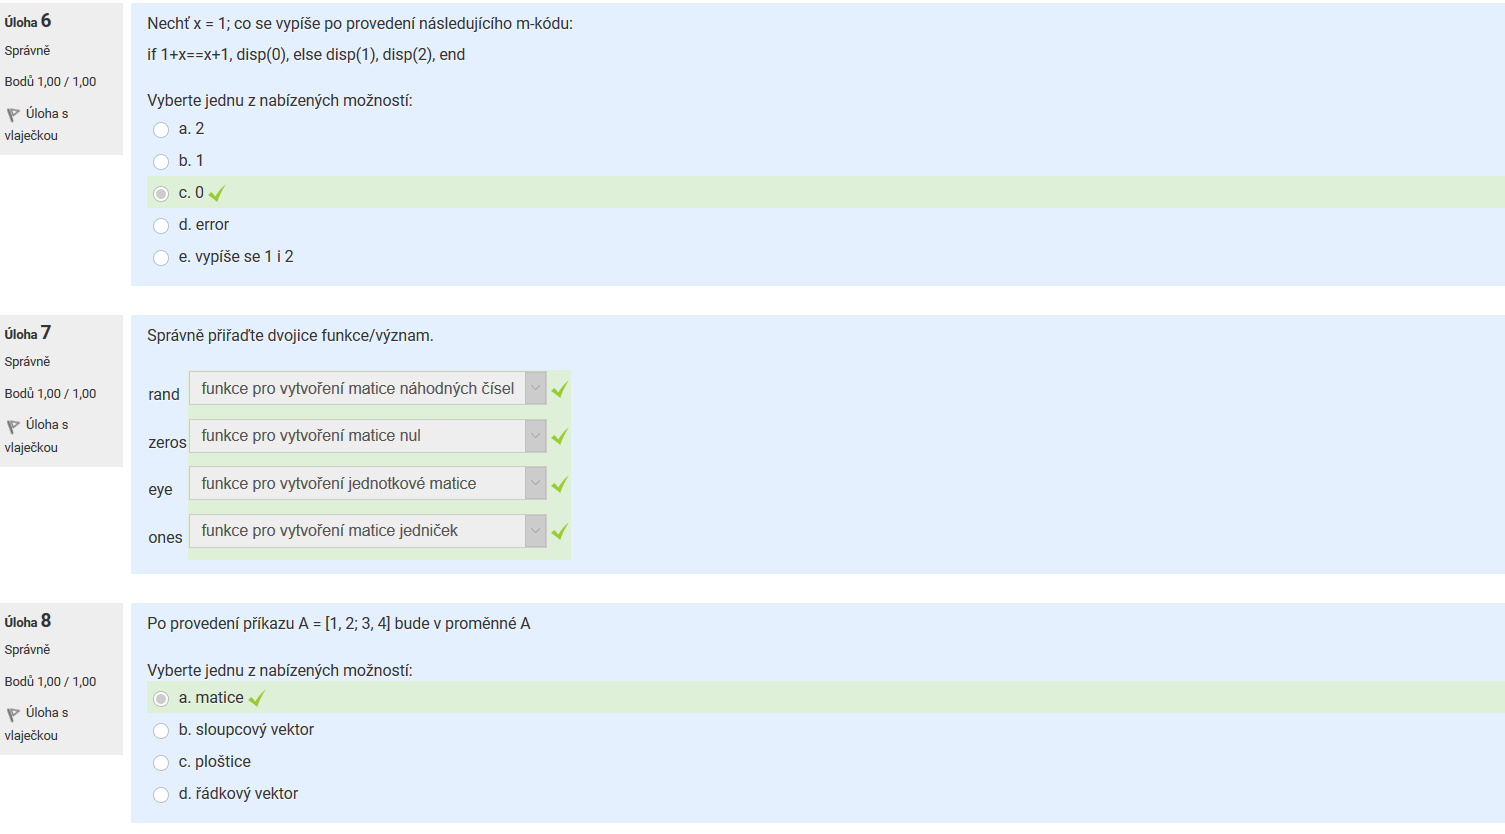 Úloha 6
Správně
Bodů 1,00 / 1,00
Úloha s
vlaječkou
Nechť x = 1; co se vypíše po provedení následujícího m-kódu:
if 1+x==x+1, disp(0), else disp(1), disp(2), end
Vyberte jednu z nabízených možností:
a. 2
b. 1
c. 0
d. error
e. vypíše se 1 i 2
Úloha 7
Správně
Bodů 1,00 / 1,00
Úloha s
vlaječkou
Správně přiřaďte dvojice funkce/význam.
rand funkce pro vytvoření matice náhodných čísel
zeros funkce pro vytvoření matice nul
eye funkce pro vytvoření jednotkové matice
ones funkce pro vytvoření matice jedniček
Úloha 8
Správně
Bodů 1,00 / 1,00
Úloha s
vlaječkou
Po provedení příkazu A = [1, 2; 3, 4] bude v proměnné A
Vyberte jednu z nabízených možností:
a. matice
b. sloupcový vektor
c. ploštice
d. řádkový vektor